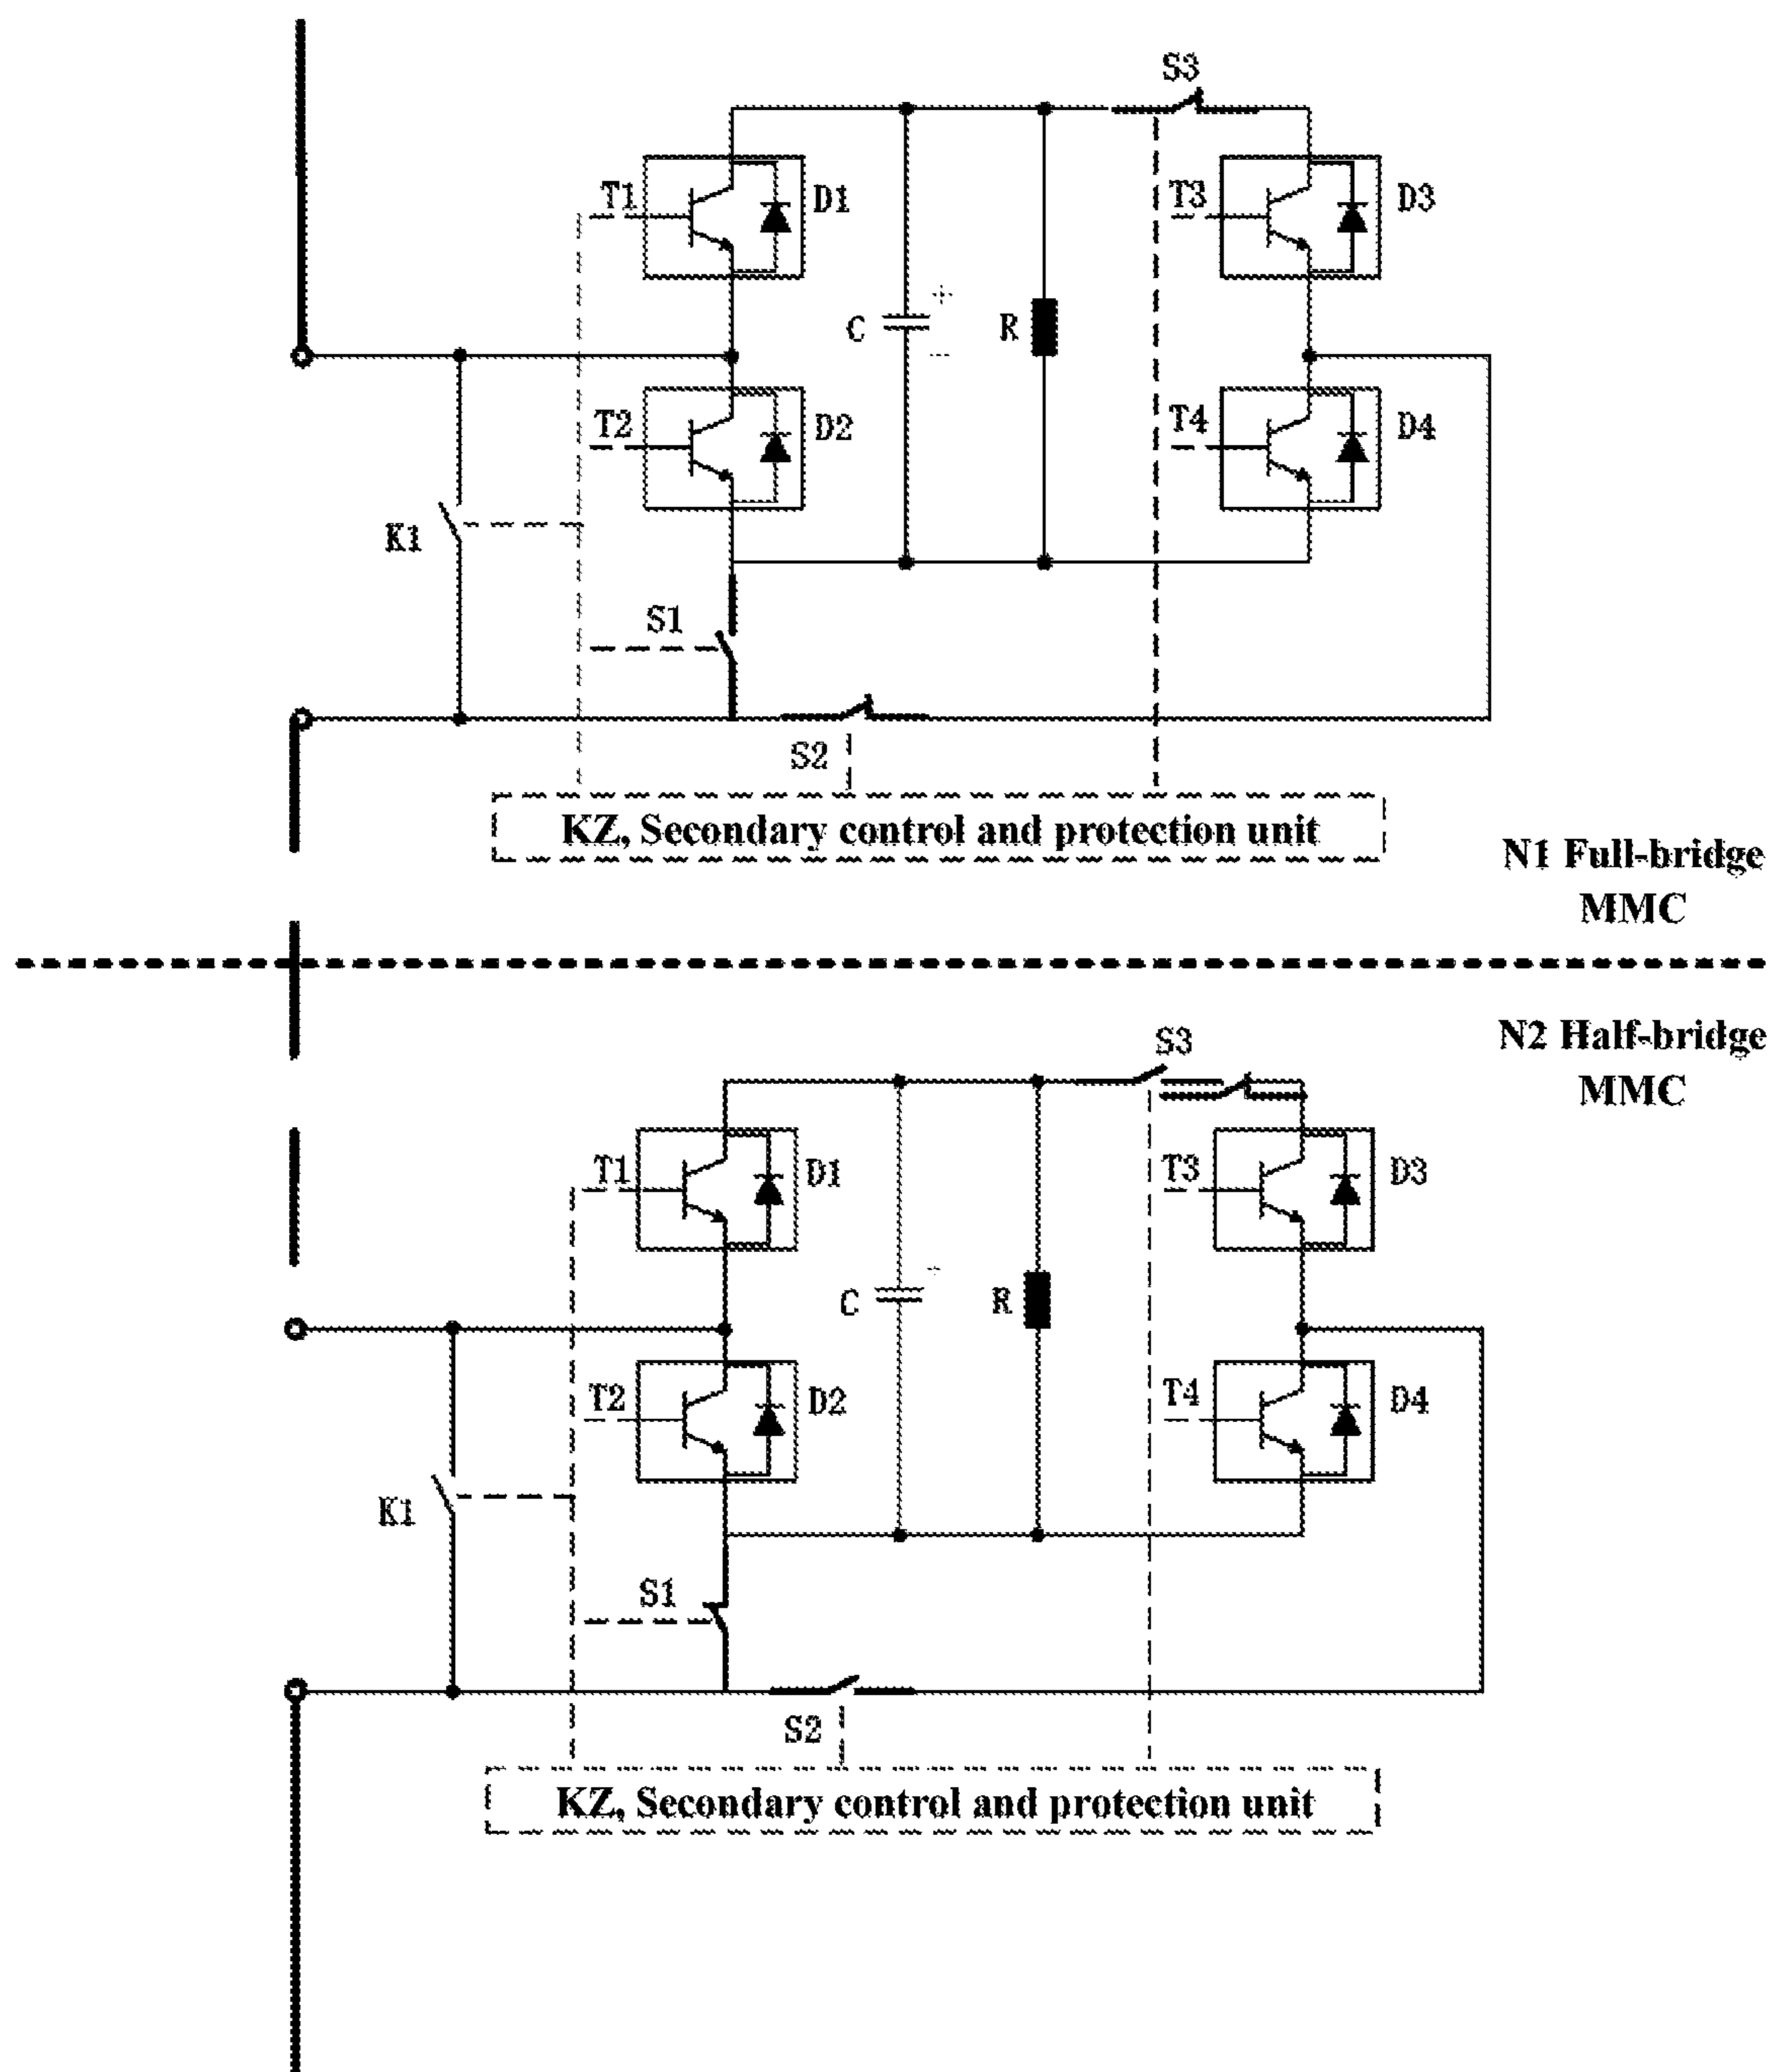 S3
T1
D1
T3
D3
C
+
−
R
T2
D2
T4
D4
K1
S1
S2
KZ, Secondary control and protection unit
N1 Full-bridge
MMC
N2 Half-bridge
MMC
S3
T1
D1
T3
D3
C
+
R
T2
D2
T4
D4
K1
S1
S2
KZ, Secondary control and protection unit